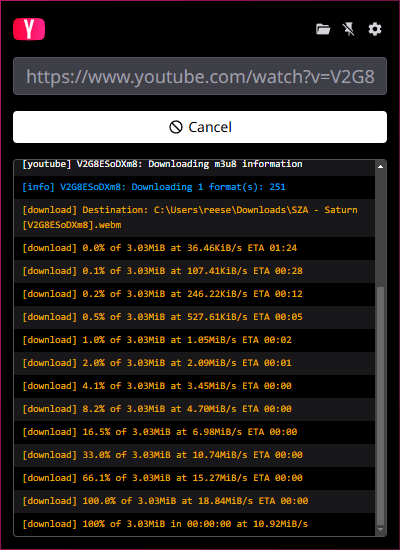 Y
https://www.youtube.com/watch?v=V2G8
Cancel
[youtube] V2G8ESoDXm8: Downloading m3u8 information
[info] V2G8ESoDXm8: Downloading 1 format(s): 251
[download] Destination: C:\Users\reese\Downloads\SZA - Saturn
[V2G8ESoDXm8].webm
[download] 0.0% of 3.03MiB at 36.46KiB/s ETA 01:24
[download] 0.1% of 3.03MiB at 107.41KiB/s ETA 00:28
[download] 0.2% of 3.03MiB at 246.22KiB/s ETA 00:12
[download] 0.5% of 3.03MiB at 527.61KiB/s ETA 00:05
[download] 1.0% of 3.03MiB at 1.05MiB/s ETA 00:02
[download] 2.0% of 3.03MiB at 2.09MiB/s ETA 00:01
[download] 4.1% of 3.03MiB at 3.45MiB/s ETA 00:00
[download] 8.2% of 3.03MiB at 4.70MiB/s ETA 00:00
[download] 16.5% of 3.03MiB at 6.98MiB/s ETA 00:00
[download] 33.0% of 3.03MiB at 10.74MiB/s ETA 00:00
[download] 66.1% of 3.03MiB at 15.27MiB/s ETA 00:00
[download] 100.0% of 3.03MiB at 18.84MiB/s ETA 00:00
[download] 100% of 3.03MiB in 00:00:00 at 10.92MiB/s